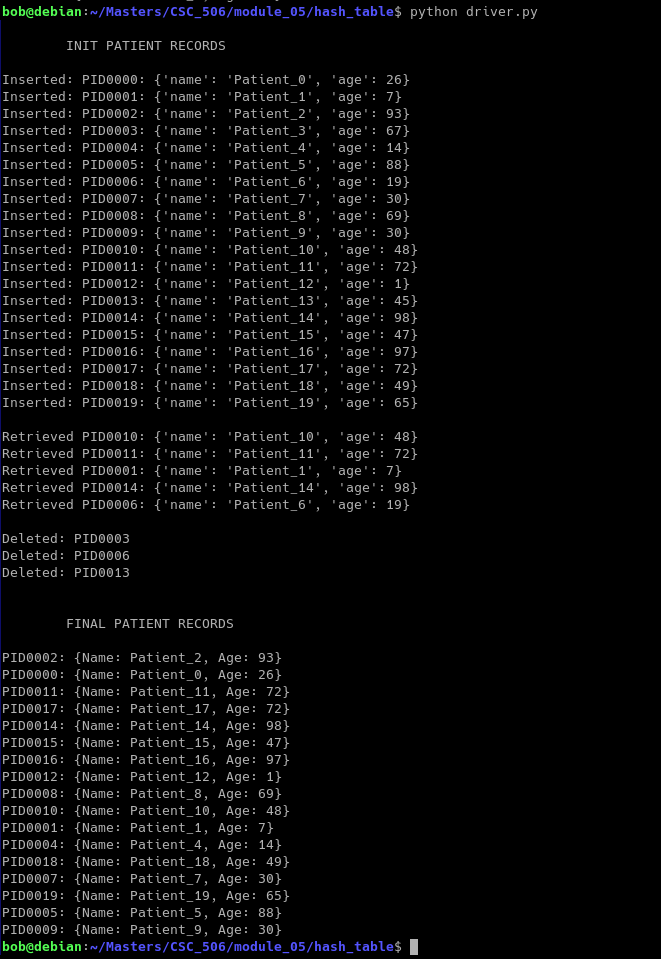 bob@debian:~/Masters/CSC_506/module_05/hash_table$ python driver.py
INIT PATIENT RECORDS
Inserted: PID0000: {'name': 'Patient_0', 'age': 26}
Inserted: PID0001: {'name': 'Patient_1', 'age': 7}
Inserted: PID0002: {'name': 'Patient_2', 'age': 93}
Inserted: PID0003: {'name': 'Patient_3', 'age': 67}
Inserted: PID0004: {'name': 'Patient_4', 'age': 14}
Inserted: PID0005: {'name': 'Patient_5', 'age': 88}
Inserted: PID0006: {'name': 'Patient_6', 'age': 19}
Inserted: PID0007: {'name': 'Patient_7', 'age': 30}
Inserted: PID0008: {'name': 'Patient_8', 'age': 69}
Inserted: PID0009: {'name': 'Patient_9', 'age': 30}
Inserted: PID0010: {'name': 'Patient_10', 'age': 48}
Inserted: PID0011: {'name': 'Patient_11', 'age': 72}
Inserted: PID0012: {'name': 'Patient_12', 'age': 1}
Inserted: PID0013: {'name': 'Patient_13', 'age': 45}
Inserted: PID0014: {'name': 'Patient_14', 'age': 98}
Inserted: PID0015: {'name': 'Patient_15', 'age': 47}
Inserted: PID0016: {'name': 'Patient_16', 'age': 97}
Inserted: PID0017: {'name': 'Patient_17', 'age': 72}
Inserted: PID0018: {'name': 'Patient_18', 'age': 49}
Inserted: PID0019: {'name': 'Patient_19', 'age': 65}
Retrieved PID0010: {'name': 'Patient_10', 'age': 48}
Retrieved PID0011: {'name': 'Patient_11', 'age': 72}
Retrieved PID0001: {'name': 'Patient_1', 'age': 7}
Retrieved PID0014: {'name': 'Patient_14', 'age': 98}
Retrieved PID0006: {'name': 'Patient_6', 'age': 19}
Deleted: PID0003
Deleted: PID0006
Deleted: PID0013
FINAL PATIENT RECORDS
PID0002: {Name: Patient_2, Age: 93}
PID0000: {Name: Patient_0, Age: 26}
PID0011: {Name: Patient_11, Age: 72}
PID0017: {Name: Patient_17, Age: 72}
PID0014: {Name: Patient_14, Age: 98}
PID0015: {Name: Patient_15, Age: 47}
PID0016: {Name: Patient_16, Age: 97}
PID0012: {Name: Patient_12, Age: 1}
PID0008: {Name: Patient_8, Age: 69}
PID0010: {Name: Patient_10, Age: 48}
PID0001: {Name: Patient_1, Age: 7}
PID0004: {Name: Patient_4, Age: 14}
PID0018: {Name: Patient_18, Age: 49}
PID0007: {Name: Patient_7, Age: 30}
PID0019: {Name: Patient_19, Age: 65}
PID0005: {Name: Patient_5, Age: 88}
PID0009: {Name: Patient_9, Age: 30}
bob@debian:~/Masters/CSC_506/module_05/hash_table$